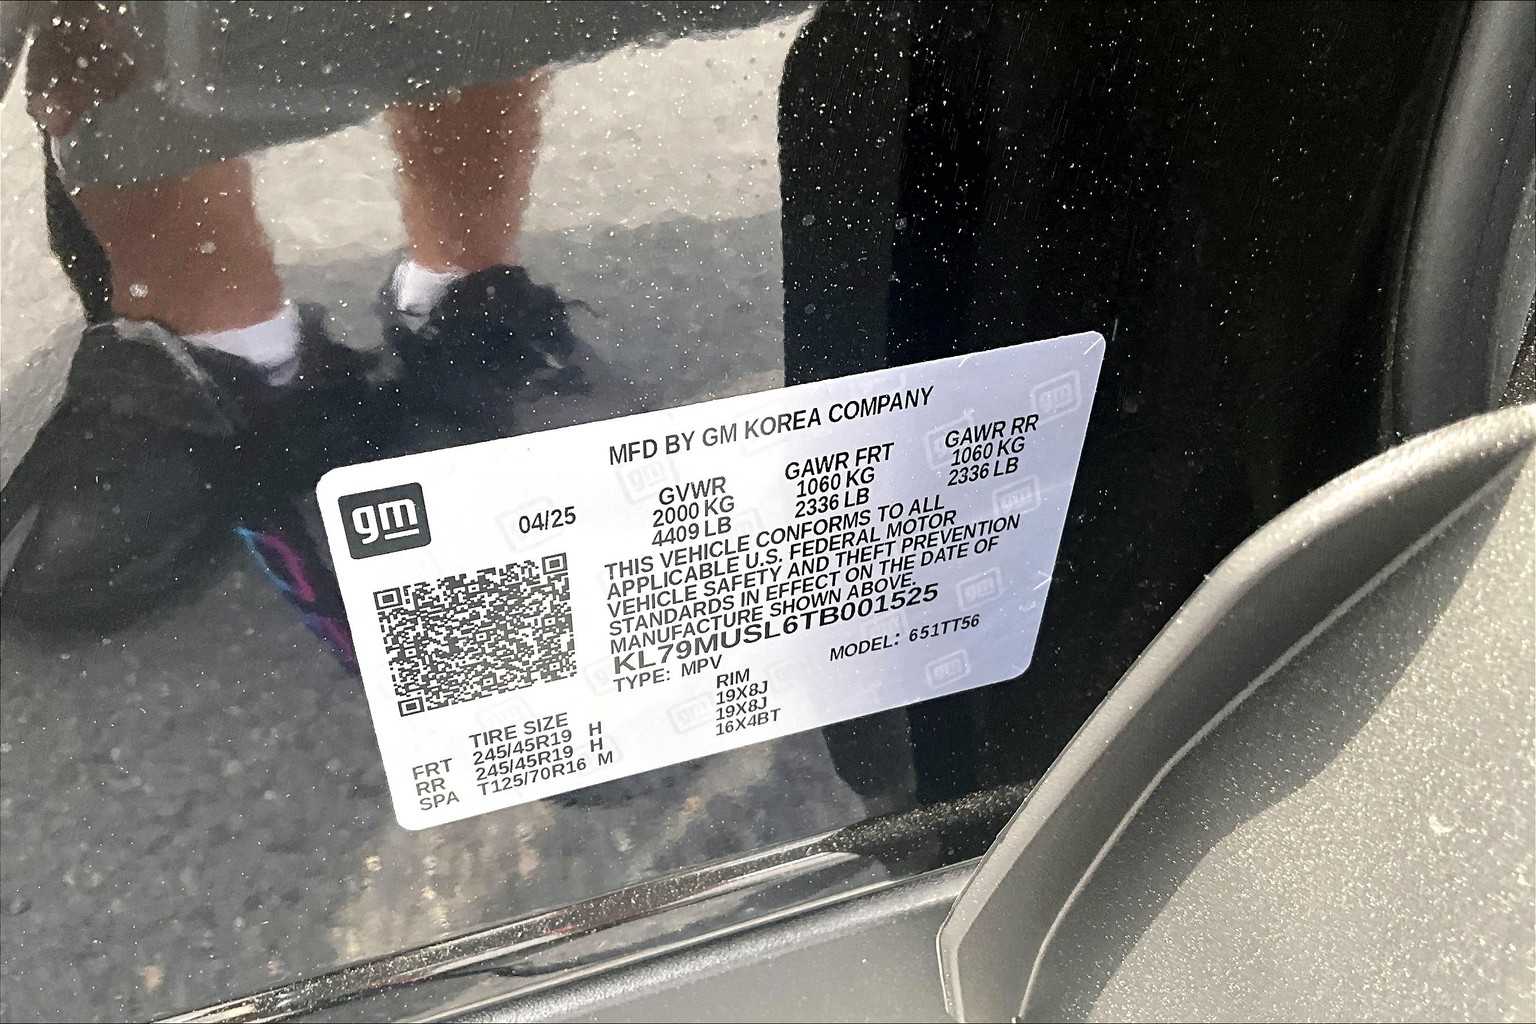 MFD BY GM KOREA COMPANY
gm
04/25
GVWR GAWR FRT GAWR RR
2000 KG 1060 KG 1060 KG
4409 LB 2336 LB 2336 LB
THIS VEHICLE CONFORMS TO ALL
APPLICABLE U.S. FEDERAL MOTOR
VEHICLE SAFETY AND THEFT PREVENTION
STANDARDS IN EFFECT ON THE DATE OF
MANUFACTURE SHOWN ABOVE.
KL79MUSL6TB001525
TYPE: MPV MODEL: 651TT56
TIRE SIZE RIM
FRT 245/45R19 H 19X8J
RR 245/45R19 H 19X8J
SPA T125/70R16 M 16X4BT